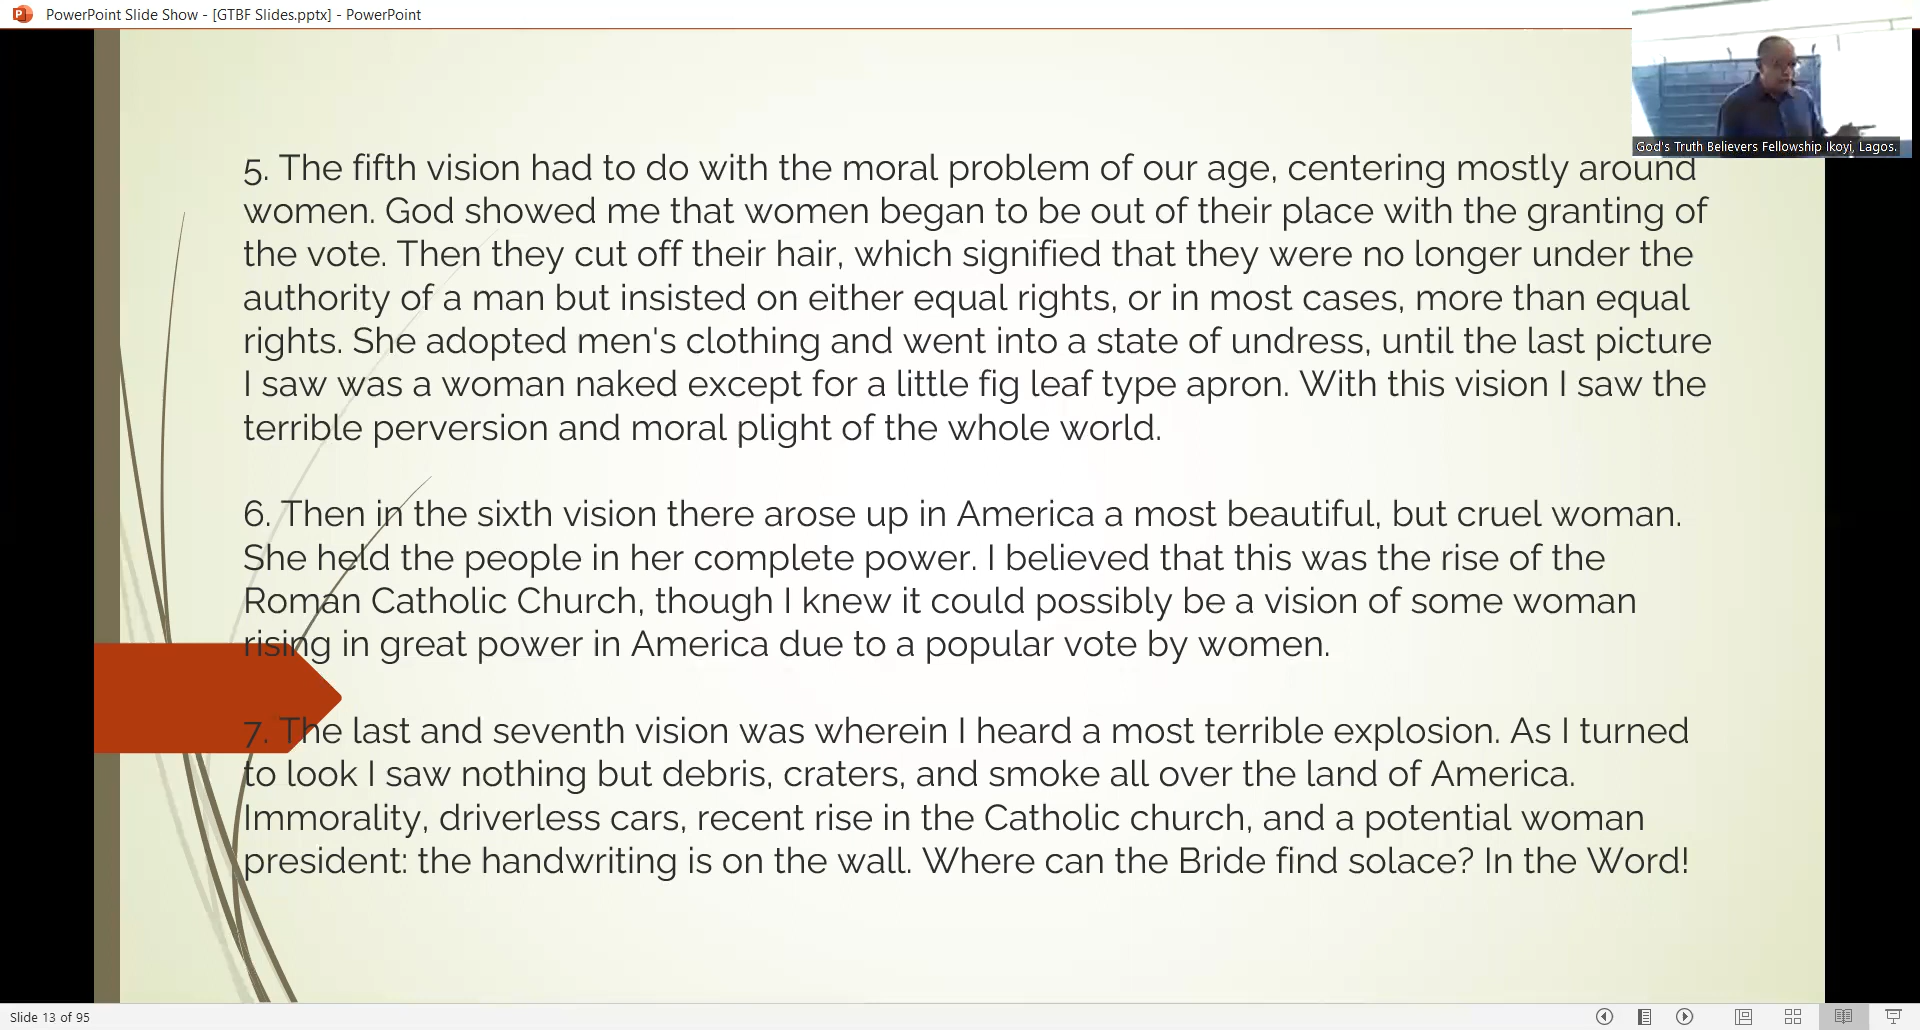 PowerPoint Slide Show - [GTBF Slides.pptx] - PowerPoint
God's Truth Believers Fellowship Ikoyi, Lagos.
5. The fifth vision had to do with the moral problem of our age, centering mostly around
women. God showed me that women began to be out of their place with the granting of
the vote. Then they cut off their hair, which signified that they were no longer under the
authority of a man but insisted on either equal rights, or in most cases, more than equal
rights. She adopted men's clothing and went into a state of undress, until the last picture
I saw was a woman naked except for a little fig leaf type apron. With this vision I saw the
terrible perversion and moral plight of the whole world.
6. Then in the sixth vision there arose up in America a most beautiful, but cruel woman.
She held the people in her complete power. I believed that this was the rise of the
Roman Catholic Church, though I knew it could possibly be a vision of some woman
rising in great power in America due to a popular vote by women.
7. The last and seventh vision was wherein I heard a most terrible explosion. As I turned
to look I saw nothing but debris, craters, and smoke all over the land of America.
Immorality, driverless cars, recent rise in the Catholic church, and a potential woman
president: the handwriting is on the wall. Where can the Bride find solace? In the Word!
Slide 13 of 95